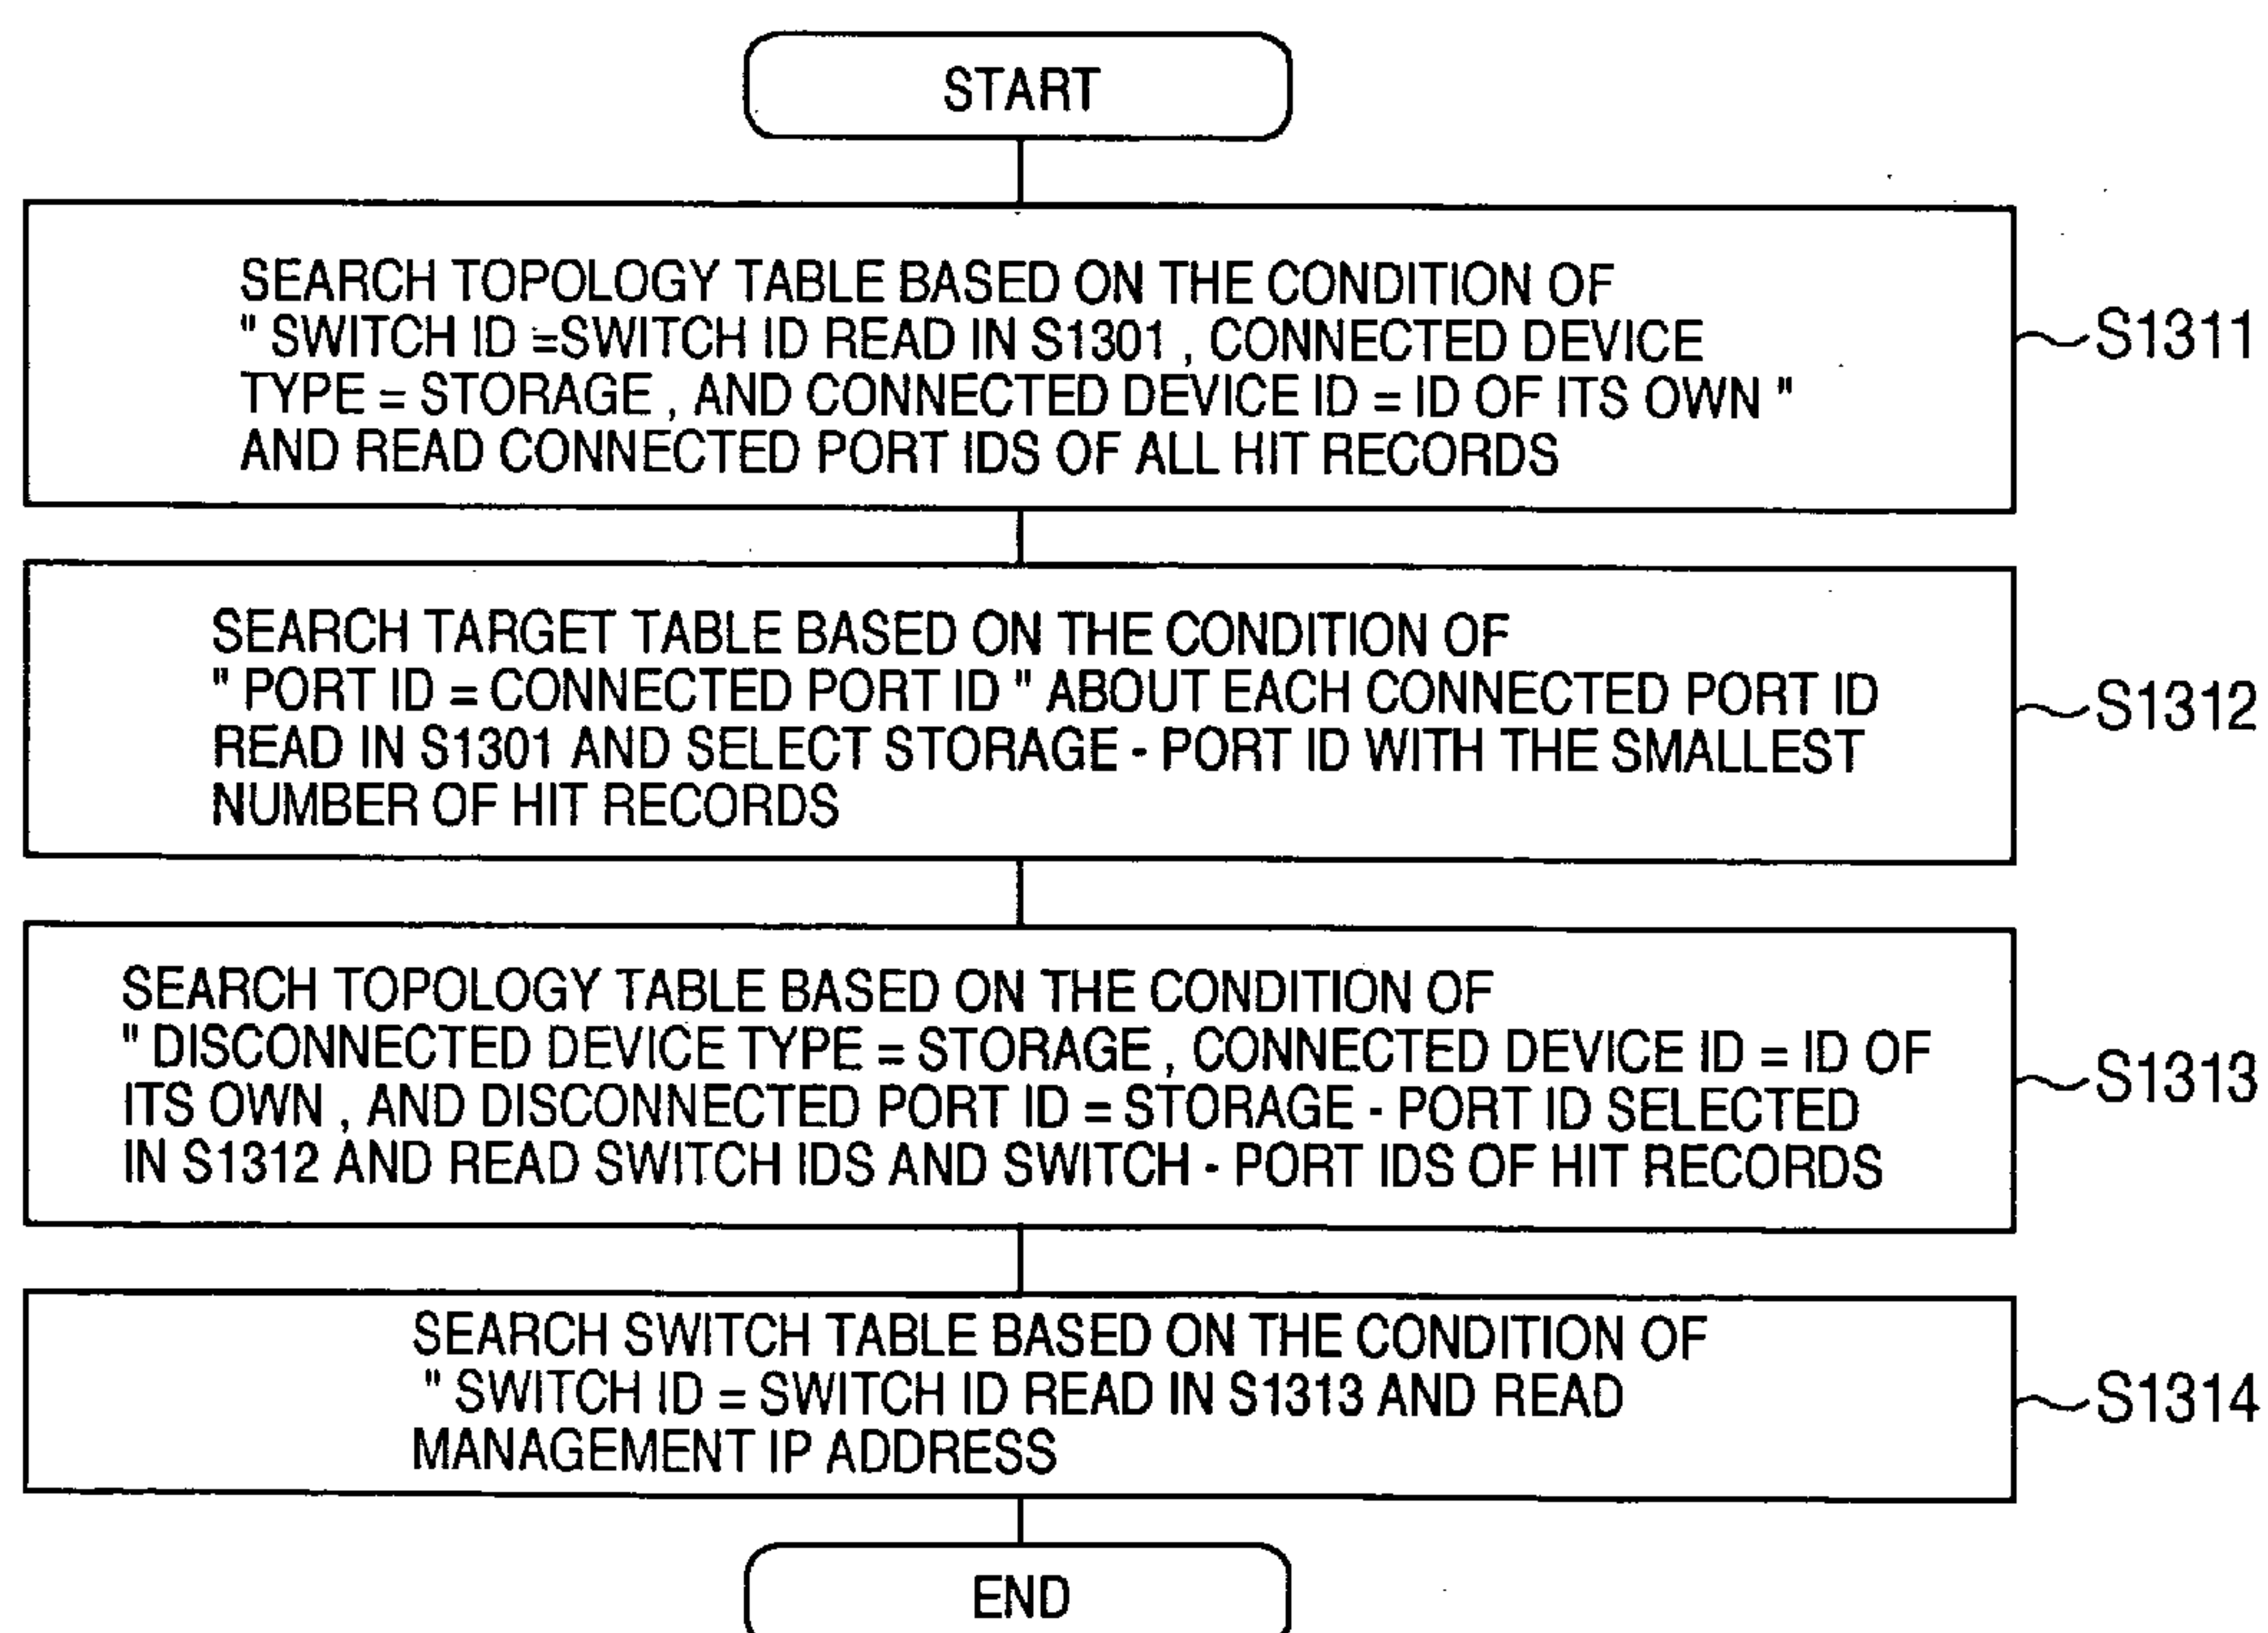 START
SEARCH TOPOLOGY TABLE BASED ON THE CONDITION OF
" SWITCH ID =SWITCH ID READ IN S1301 , CONNECTED DEVICE
TYPE = STORAGE , AND CONNECTED DEVICE ID = ID OF ITS OWN "
AND READ CONNECTED PORT IDS OF ALL HIT RECORDS
S1311
SEARCH TARGET TABLE BASED ON THE CONDITION OF
" PORT ID = CONNECTED PORT ID " ABOUT EACH CONNECTED PORT ID
READ IN S1301 AND SELECT STORAGE - PORT ID WITH THE SMALLEST
NUMBER OF HIT RECORDS
S1312
SEARCH TOPOLOGY TABLE BASED ON THE CONDITION OF
" DISCONNECTED DEVICE TYPE = STORAGE , CONNECTED DEVICE ID = ID OF
ITS OWN , AND DISCONNECTED PORT ID = STORAGE - PORT ID SELECTED
IN S1312 AND READ SWITCH IDS AND SWITCH - PORT IDS OF HIT RECORDS
S1313
SEARCH SWITCH TABLE BASED ON THE CONDITION OF
" SWITCH ID = SWITCH ID READ IN S1313 AND READ
MANAGEMENT IP ADDRESS
S1314
END